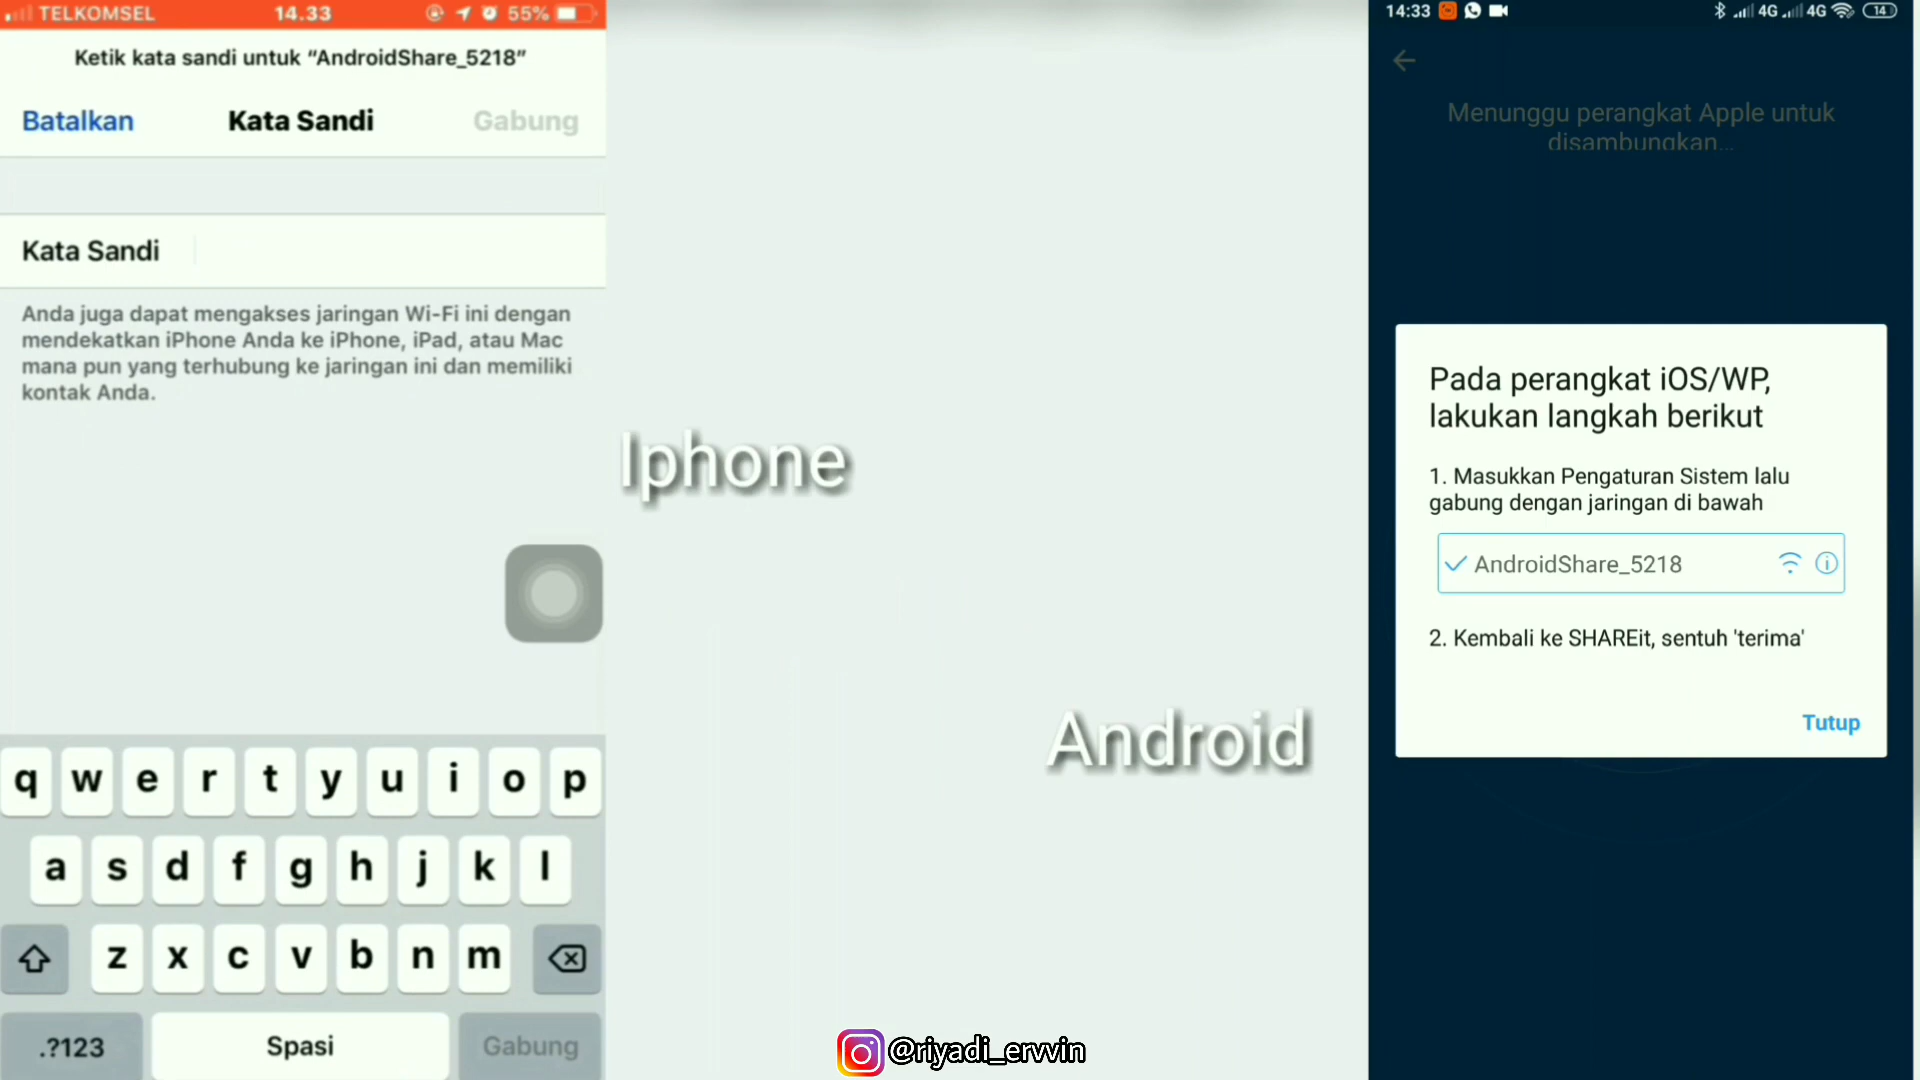 TELKOMSEL 14.33 55%
Ketik kata sandi untuk “AndroidShare_5218”
Batalkan Kata Sandi Gabung
Kata Sandi
Anda juga dapat mengakses jaringan Wi-Fi ini dengan
mendekatkan iPhone Anda ke iPhone, iPad, atau Mac
mana pun yang terhubung ke jaringan ini dan memiliki
kontak Anda.
q w e r t y u i o p
a s d f g h j k l
z x c v b n m
.?123 Spasi Gabung
Iphone
Android
@riyadi_ervvin
14:33 4G 4G 14
Menunggu perangkat Apple untuk
disambungkan...
Pada perangkat iOS/WP,
lakukan langkah berikut
1. Masukkan Pengaturan Sistem lalu
gabung dengan jaringan di bawah
AndroidShare_5218
2. Kembali ke SHAREit, sentuh 'terima'
Tutup